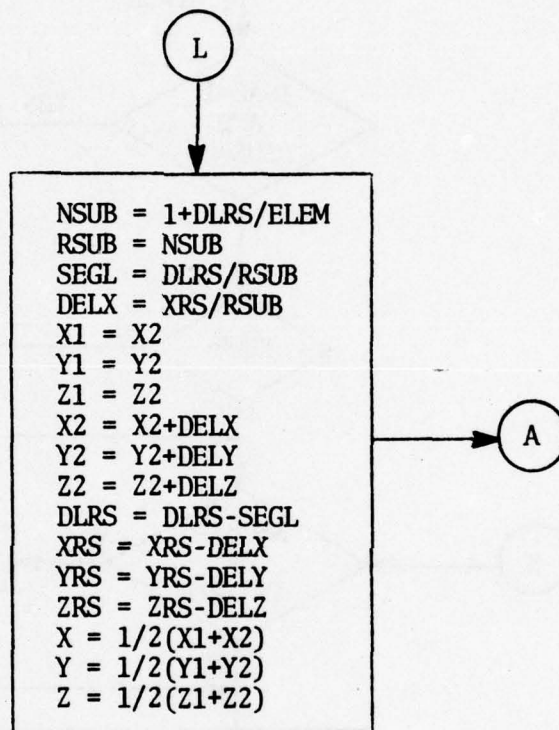 L
NSUB = 1+DLRS/ELEM
RSUB = NSUB
SEGL = DLRS/RSUB
DELX = XRS/RSUB
X1 = X2
Y1 = Y2
Z1 = Z2
X2 = X2+DELX
Y2 = Y2+DELY
Z2 = Z2+DELZ
DLRS = DLRS-SEGL
XRS = XRS-DELX
YRS = YRS-DELY
ZRS = ZRS-DELZ
X = 1/2(X1+X2)
Y = 1/2(Y1+Y2)
Z = 1/2(Z1+Z2)
A